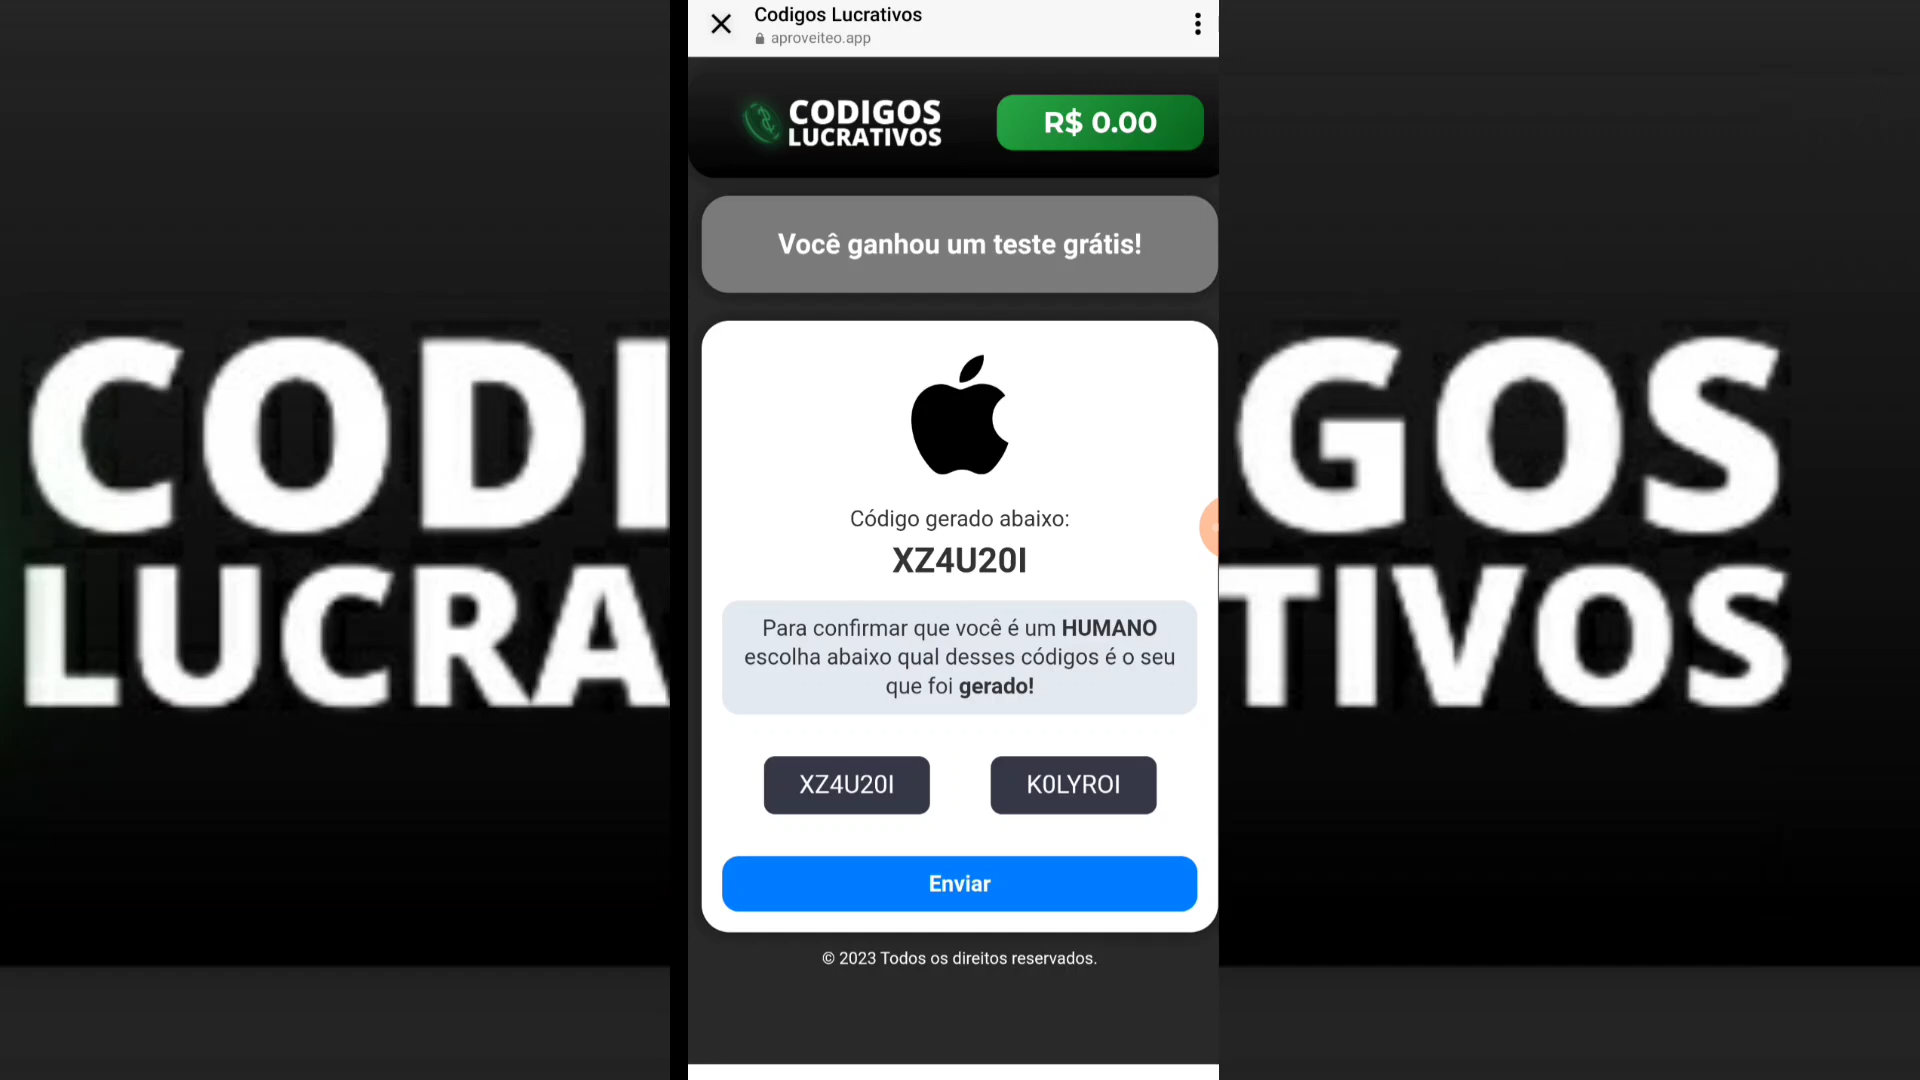 Codigos Lucrativos
aproveiteo.app
CODIGOS
LUCRATIVOS
R$ 0.00
Você ganhou um teste grátis!
Código gerado abaixo:
XZ4U20I
Para confirmar que você é um HUMANO
escolha abaixo qual desses códigos é o seu
que foi gerado!
XZ4U20I
K0LYROI
Enviar
© 2023 Todos os direitos reservados.
CODI
GOS
LUCRA
TIVOS